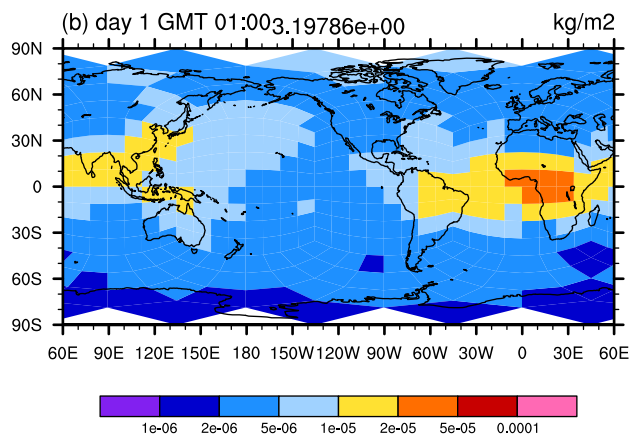 (b) day 1 GMT 01:00 3.19786e+00 kg/m2
90N
60N
30N
0
30S
60S
90S
60E 90E 120E 150E 180 150W 120W 90W 60W 30W 0 30E 60E
1e-06 2e-06 5e-06 1e-05 2e-05 5e-05 0.0001